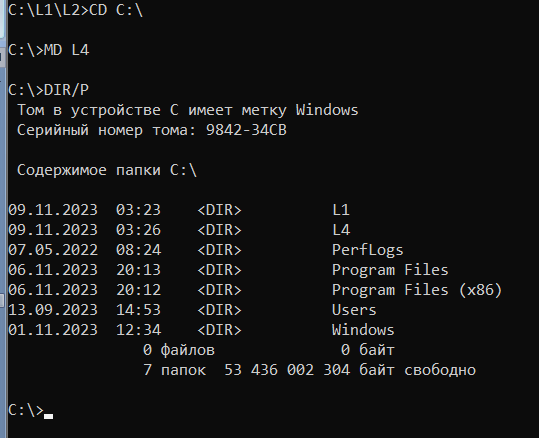 C:\L1\L2>CD C:\
C:\>MD L4
C:\>DIR/P
Том в устройстве C имеет метку Windows
Серийный номер тома: 9842-34CB
Содержимое папки C:\
09.11.2023  03:23    <DIR>          L1
09.11.2023  03:26    <DIR>          L4
07.05.2022  08:24    <DIR>          PerfLogs
06.11.2023  20:13    <DIR>          Program Files
06.11.2023  20:12    <DIR>          Program Files (x86)
13.09.2023  14:53    <DIR>          Users
01.11.2023  12:34    <DIR>          Windows
0 файлов              0 байт
7 папок  53 436 002 304 байт свободно
C:\>